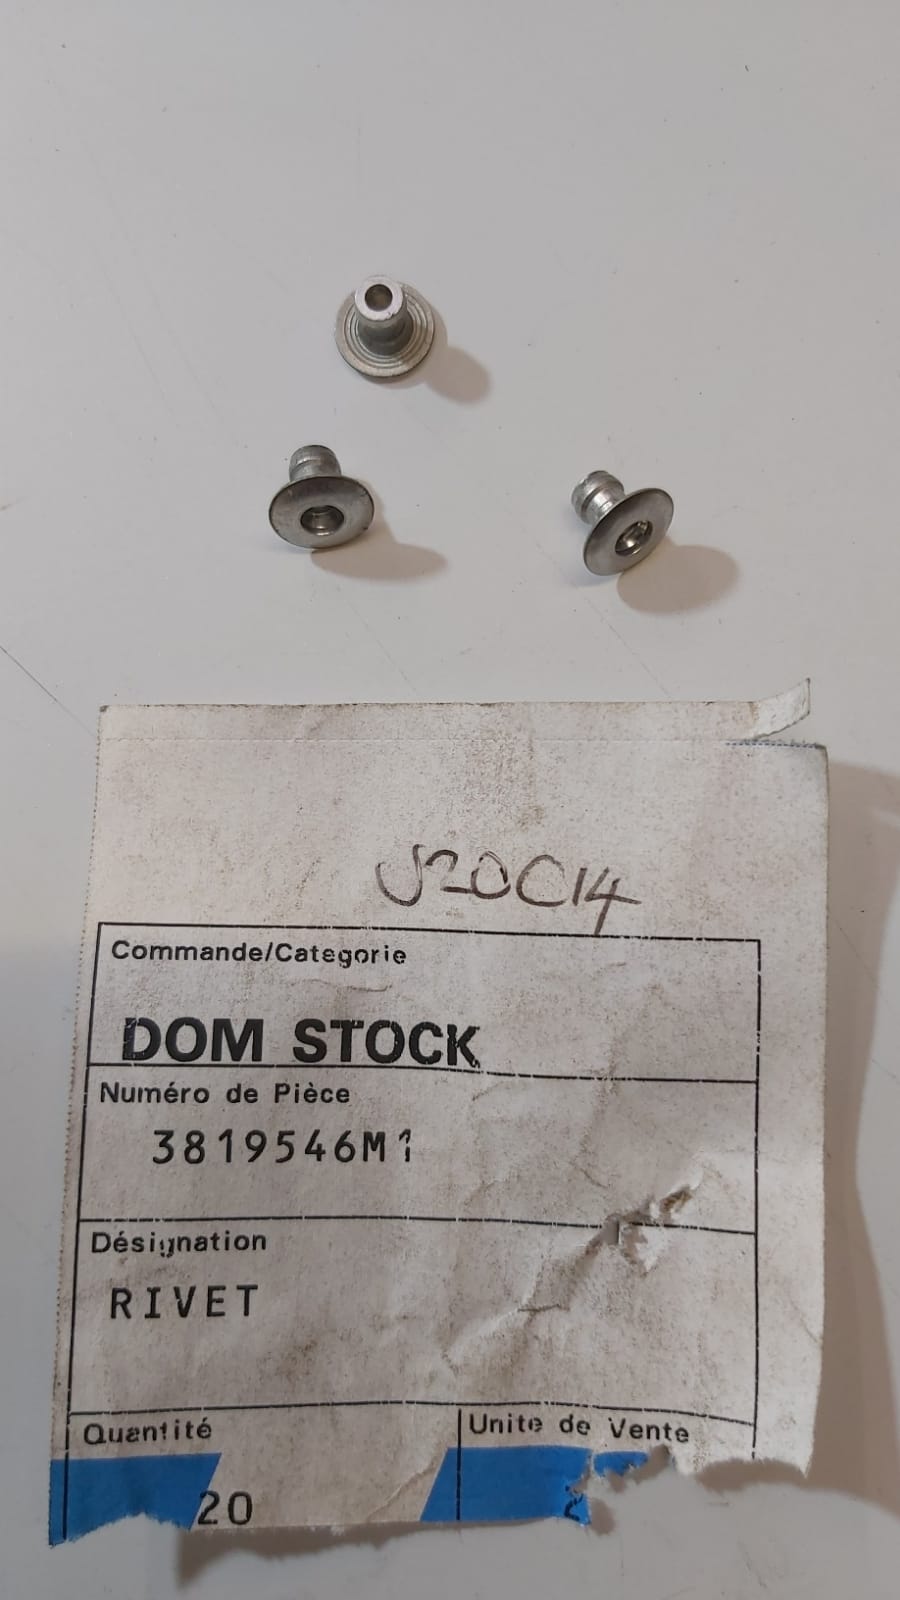 J20C14
Commande/Categorie
DOM STOCK
Numéro de Pièce
3819546M1
Désignation
RIVET
Quantité
Unite de Vente
20